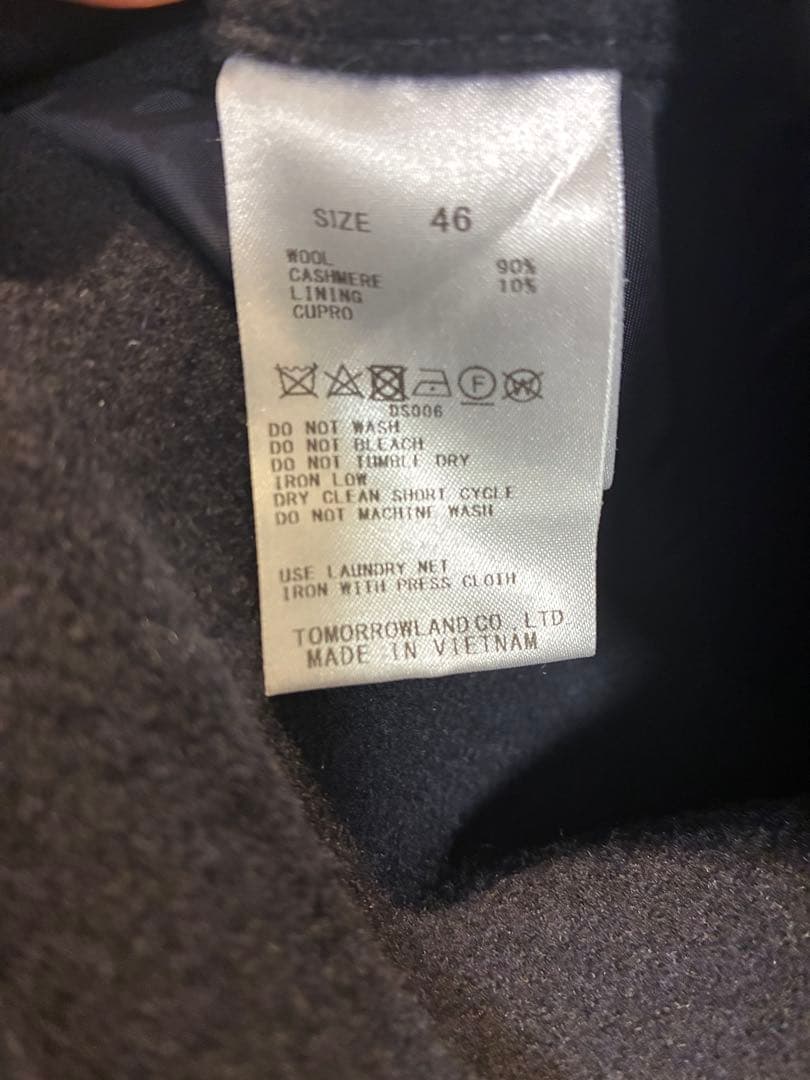 SIZE 46
WOOL 90%
CASHMERE 10%
LINING
CUPRO
F W
DS006
DO NOT WASH
DO NOT BLEACH
DO NOT TUMBLE DRY
IRON LOW
DRY CLEAN SHORT CYCLE
DO NOT MACHINE WASH
USE LAUNDRY NET
IRON WITH PRESS CLOTH
TOMORROWLAND CO.,LTD
MADE IN VIETNAM